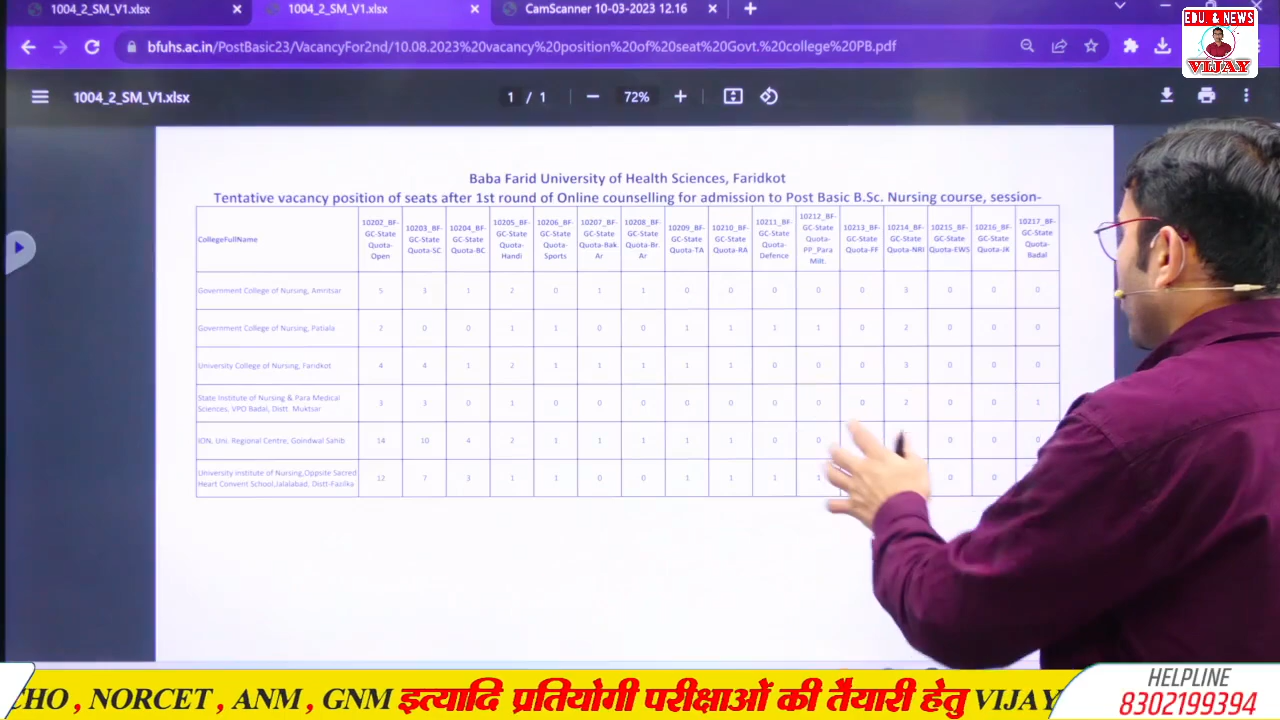 1004_2_SM_V1.xlsx
1004_2_SM_V1.xlsx
CamScanner 10-03-2023 12.16
EDU. & NEWS
VIJAY
bfuhs.ac.in/PostBasic23/VacancyFor2nd/10.08.2023%20vacancy%20position%20of%20seat%20Govt.%20college%20PB.pdf
1004_2_SM_V1.xlsx
1 / 1
72%
Baba Farid University of Health Sciences, Faridkot
Tentative vacancy position of seats after 1st round of Online counselling for admission to Post Basic B.Sc. Nursing course, session-
CollegeFullName
10202_BF-
GC-State
Quota-
Open
10203_BF-
GC-State
Quota-SC
10204_BF-
GC-State
Quota-BC
10205_BF-
GC-State
Quota-
Handi
10206_BF-
GC-State
Quota-
Sports
10207_BF-
GC-State
Quota-Bak
Ar
10208_BF-
GC-State
Quota-Br.
Ar
10209_BF-
GC-State
Quota-TA
10210_BF-
GC-State
Quota-RA
10211_BF-
GC-State
Quota-
Defence
10212_BF-
GC-State
Quota-
PP_Para
Milt.
10213_BF-
GC-State
Quota-FF
10214_BF-
GC-State
Quota-NRI
10215_BF-
GC-State
Quota-EWS
10216_BF-
GC-State
Quota-JK
10217_BF-
GC-State
Quota-
Badal
Government College of Nursing, Amritsar 5 3 1 2 0 1 1 0 0 0 0 0 3 0 0 0
Government College of Nursing, Patiala 2 0 0 1 1 0 0 1 1 1 1 0 2 0 0 0
University College of Nursing, Faridkot 4 4 1 2 1 1 1 1 1 0 0 0 3 0 0 0
State Institute of Nursing & Para Medical
Sciences, VPO Badal, Distt. Muktsar 3 3 0 1 0 0 0 0 0 0 0 0 2 0 0 1
ION, Uni. Regional Centre, Goindwal Sahib 14 10 4 2 1 1 0 1 1 0 0 0 0 0
University institute of Nursing,Oppsite Sacred
Heart Convent School,Jalalabad, Distt-Fazilka 12 7 3 1 1 0 0 1 1 1 1 0 0
CHO , NORCET , ANM , GNM इत्यादि प्रतियोगी परीक्षाओं की तैयारी हेतु VIJAY
HELPLINE
8302199394